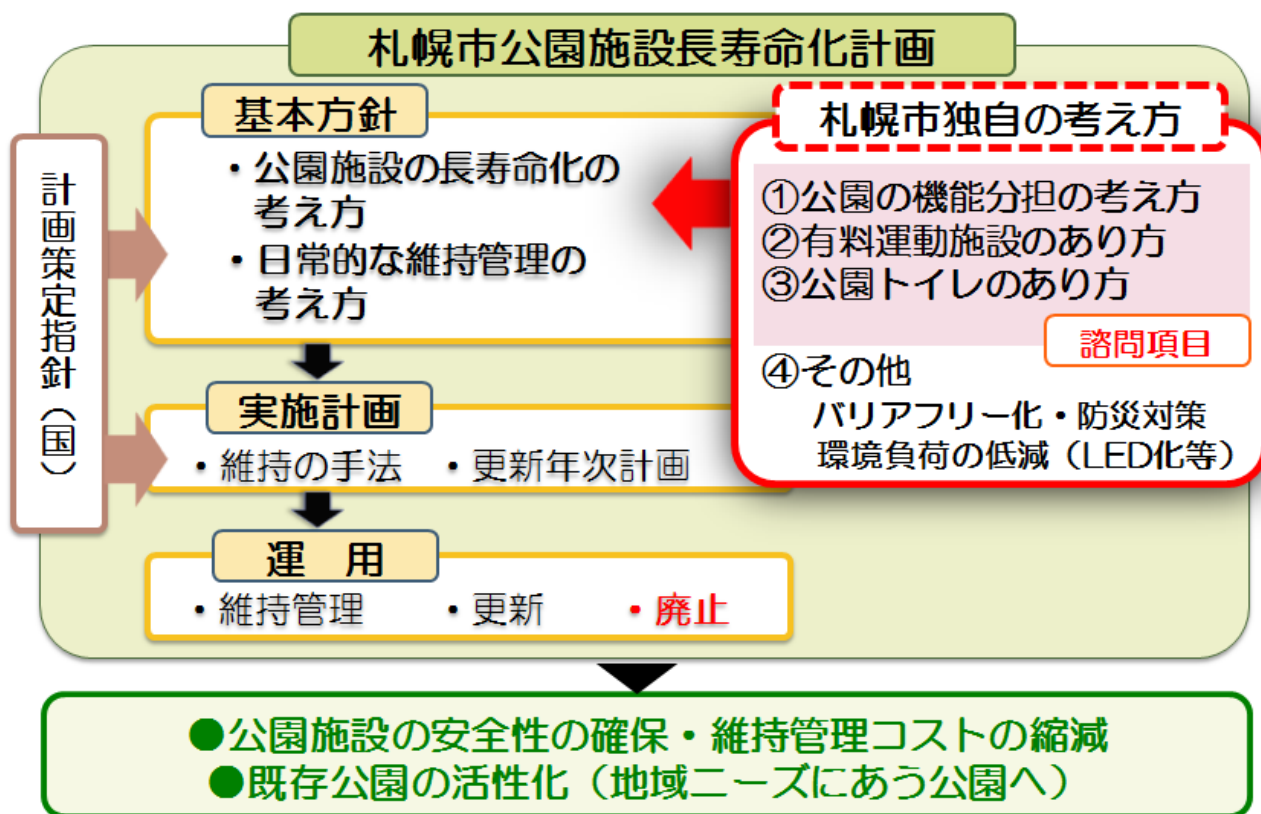 札幌市公園施設長寿命化計画
計画策定指針(国)
基本方針
・公園施設の長寿命化の
考え方
・日常的な維持管理の
考え方
実施計画
・維持の手法 ・更新年次計画
運 用
・維持管理 ・更新 ・廃止
札幌市独自の考え方
①公園の機能分担の考え方
②有料運動施設のあり方
③公園トイレのあり方
諮問項目
④その他
バリアフリー化・防災対策
環境負荷の低減(LED化等)
●公園施設の安全性の確保・維持管理コストの縮減
●既存公園の活性化(地域ニーズにあう公園へ)